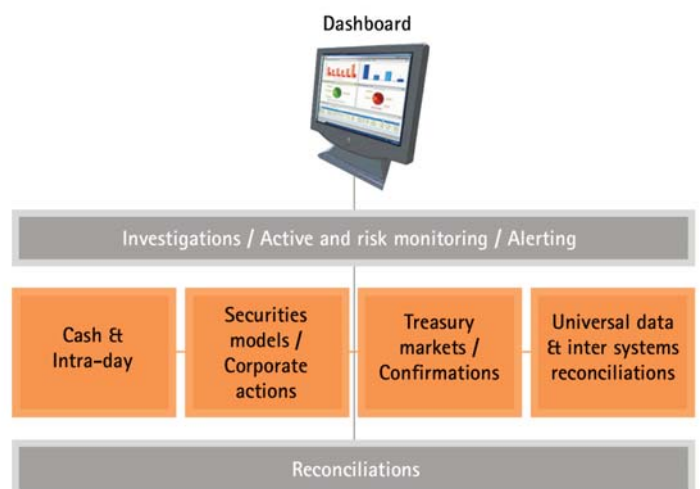 Dashboard
Investigations / Active and risk monitoring / Alerting
Cash &
Intra-day
Securities
models /
Corporate
actions
Treasury
markets /
Confirmations
Universal data
& inter systems
reconciliations
Reconciliations